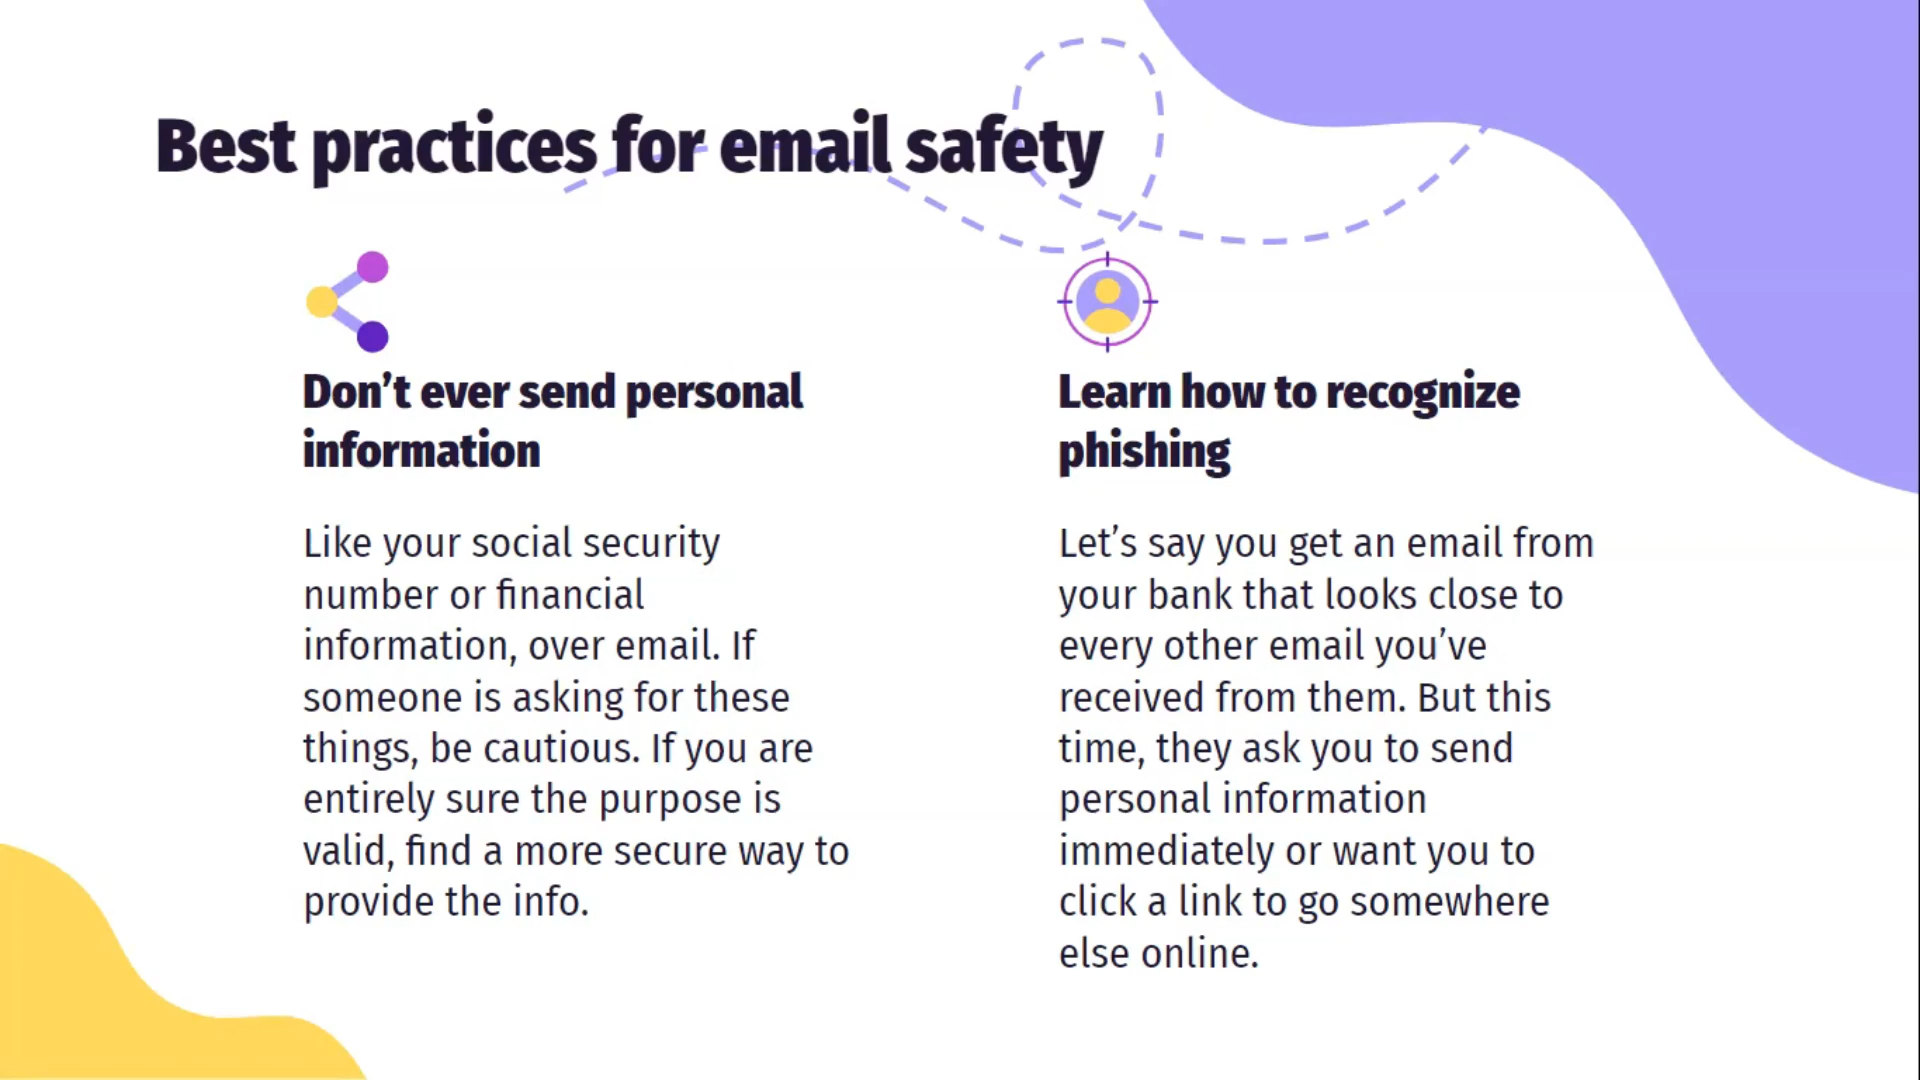 Best practices for email safety
Don’t ever send personal
information
Like your social security
number or financial
information, over email. If
someone is asking for these
things, be cautious. If you are
entirely sure the purpose is
valid, find a more secure way to
provide the info.
Learn how to recognize
phishing
Let’s say you get an email from
your bank that looks close to
every other email you’ve
received from them. But this
time, they ask you to send
personal information
immediately or want you to
click a link to go somewhere
else online.